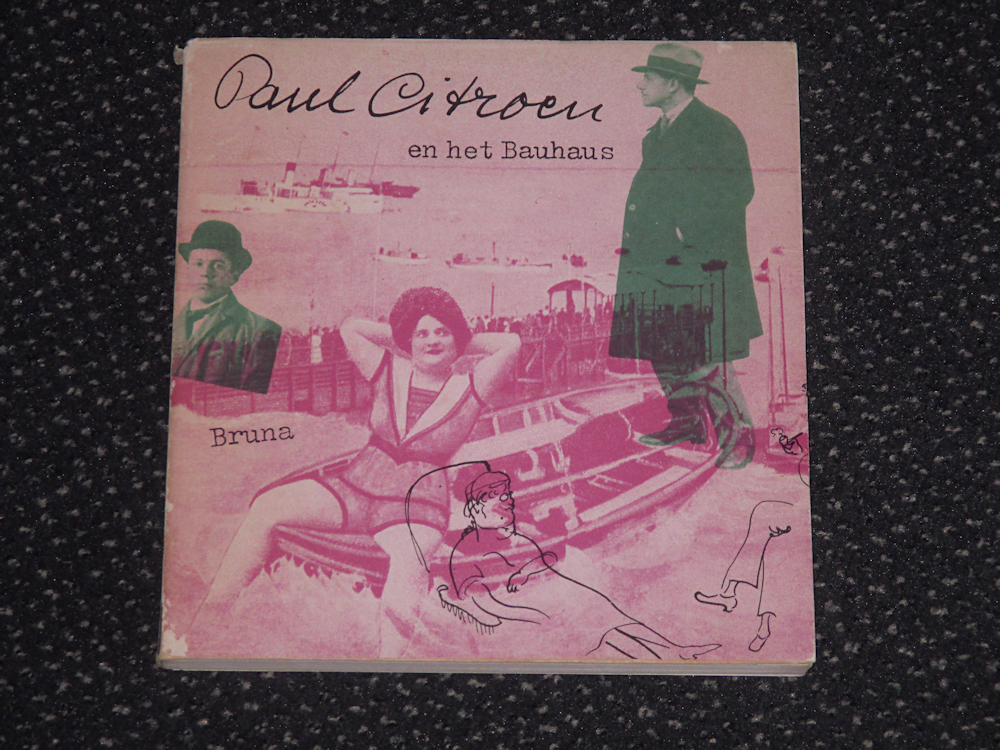 Paul Citroen
en het Bauhaus
Bruna